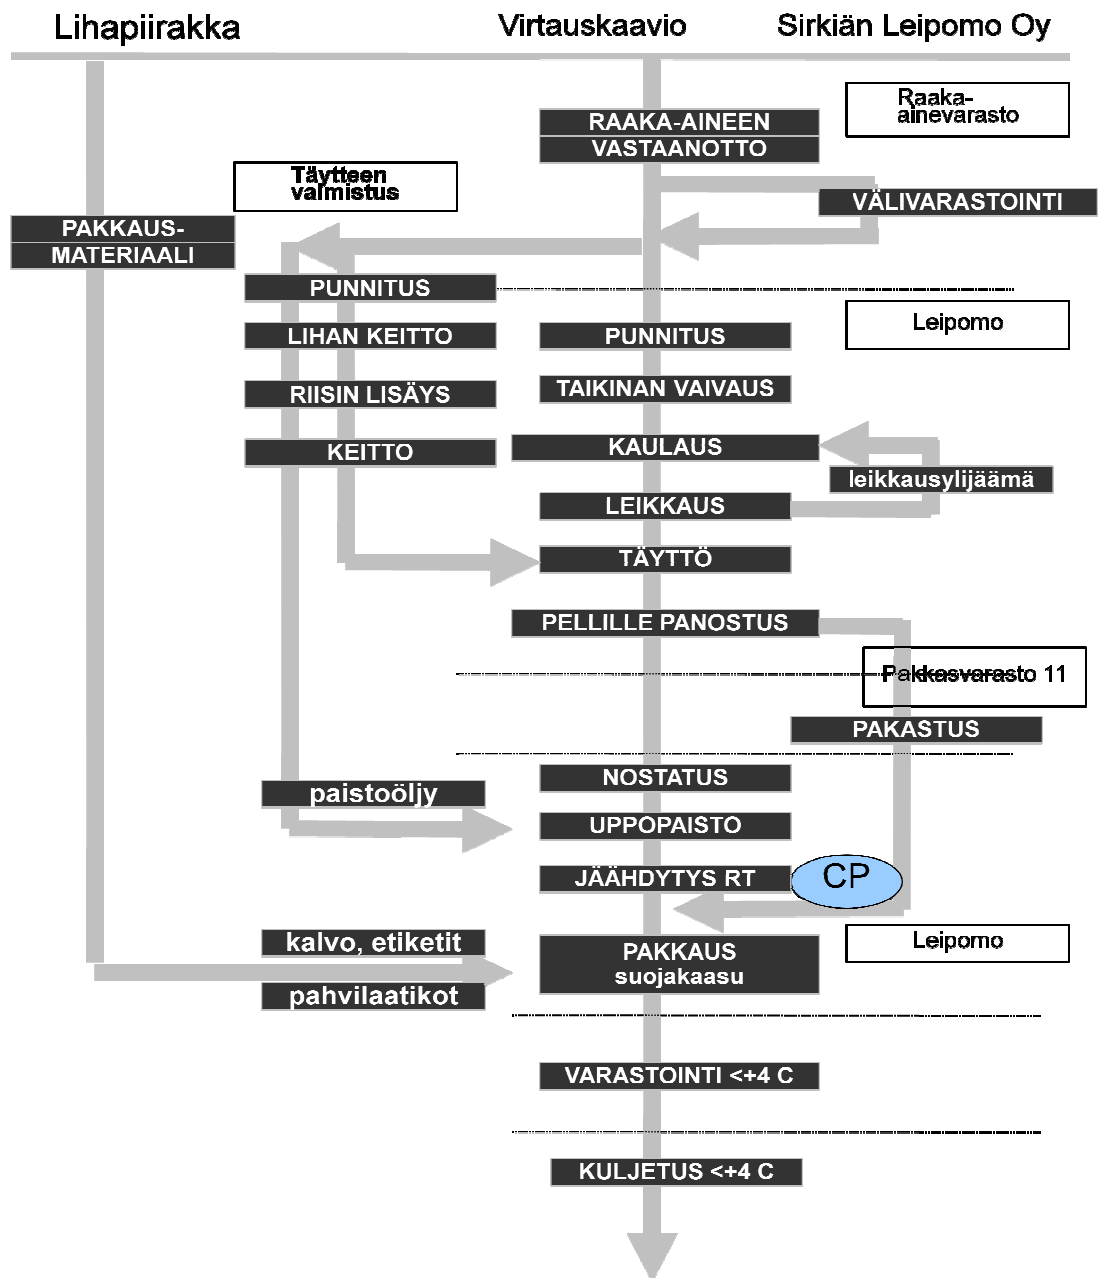 Lihapiirakka
Virtauskaavio
Sirkiän Leipomo Oy
Raaka-
ainevarasto
RAAKA-AINEEN
VASTAANOTTO
Täytteen
valmistus
VÄLIVARASTOINTI
PAKKAUS-
MATERIAALI
PUNNITUS
Leipomo
LIHAN KEITTO
PUNNITUS
RIISIN LISÄYS
TAIKINAN VAIVAUS
KEITTO
KAULAUS
leikkausylijäämä
LEIKKAUS
TÄYTTÖ
PELLILLE PANOSTUS
Pakkasvarasto 11
PAKASTUS
NOSTATUS
paistoöljy
UPPOPAISTO
JÄÄHDYTYS RT
CP
kalvo, etiketit
Leipomo
PAKKAUS
suojakaasu
pahvilaatikot
VARASTOINTI <+4 C
KULJETUS <+4 C